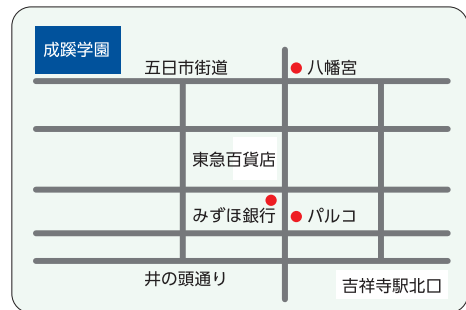 成蹊学園
五日市街道
八幡宮
東急百貨店
みずほ銀行
パルコ
井の頭通り
吉祥寺駅北口